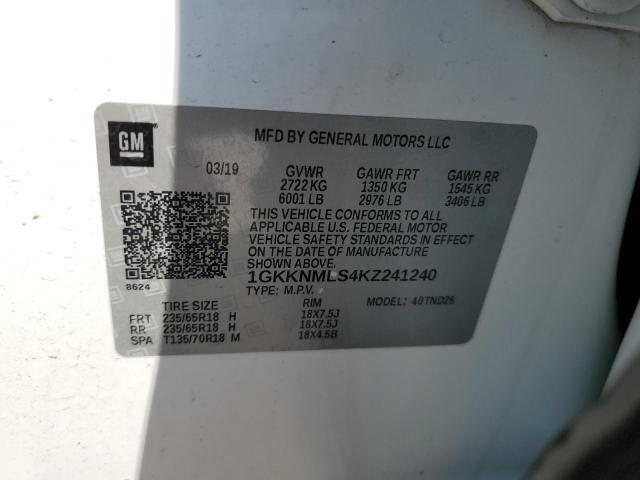 GM
MFD BY GENERAL MOTORS LLC
03/19 GVWR GAWR FRT GAWR RR
2722 KG 1350 KG 1545 KG
6001 LB 2976 LB 3406 LB
THIS VEHICLE CONFORMS TO ALL
APPLICABLE U.S. FEDERAL MOTOR
VEHICLE SAFETY STANDARDS IN EFFECT
ON THE DATE OF MANUFACTURE
SHOWN ABOVE.
8624
1GKKNMLS4KZ241240
TYPE: M.P.V. MODEL: 40TND26
TIRE SIZE RIM
FRT 235/65R18 H 18X7.5J
RR 235/65R18 H 18X7.5J
SPA T135/70R18 M 18X4.5B